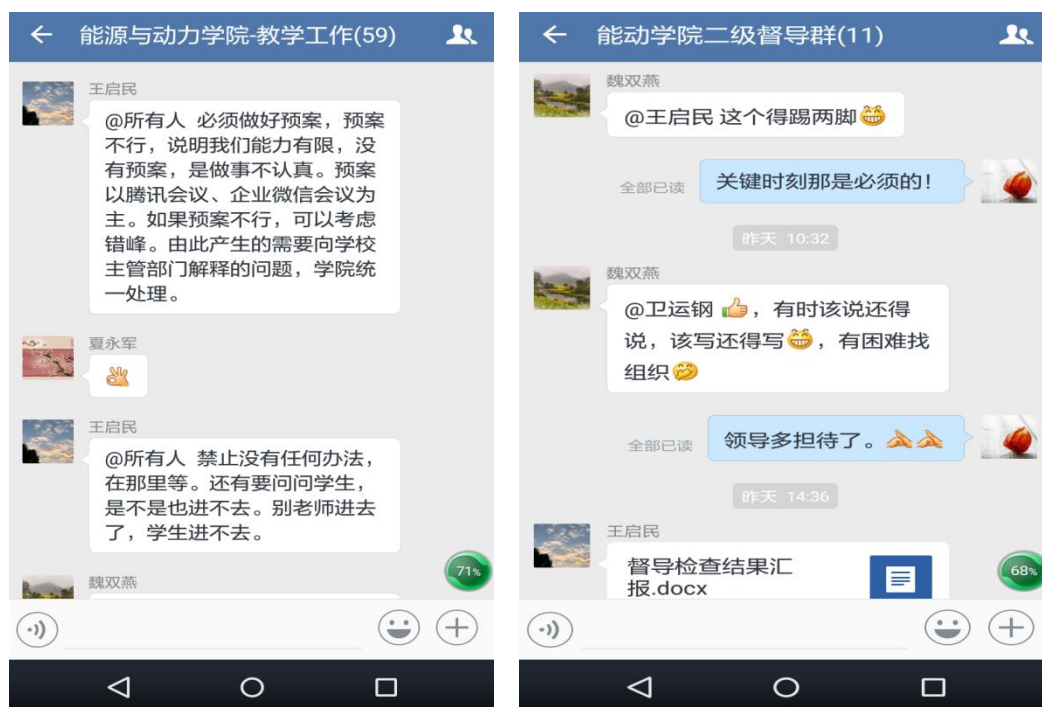 能源与动力学院-教学工作(59)
王启民
@所有人 必须做好预案，预案
不行，说明我们能力有限，没
有预案，是做事不认真。预案
以腾讯会议、企业微信会议为
主。如果预案不行，可以考虑
错峰。由此产生的需要向学校
主管部门解释的问题，学院统
一处理。
夏永军
王启民
@所有人 禁止没有任何办法，
在那里等。还有要问问学生，
是不是也进不去。别老师进去
了，学生进不去。
71%
魏双燕
能动学院二级督导群(11)
魏双燕
@王启民 这个得踢两脚
全部已读
关键时刻那是必须的！
昨天 10:32
魏双燕
@卫运钢 ，有时该说还得
说，该写还得写，有困难找
组织
全部已读
领导多担待了。
昨天 14:36
王启民
督导检查结果汇
报.docx
68%